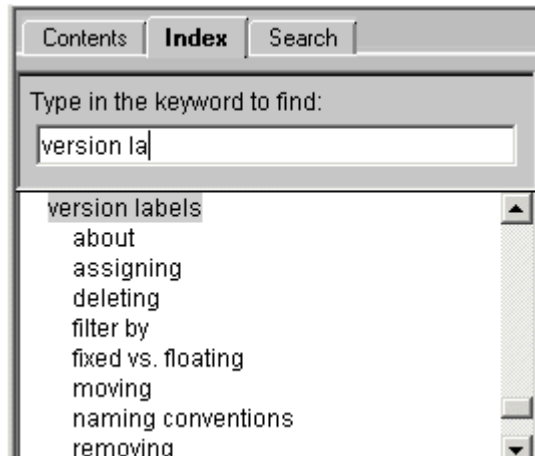 Contents Index Search
Type in the keyword to find:
version la
version labels
about
assigning
deleting
filter by
fixed vs. floating
moving
naming conventions
removing